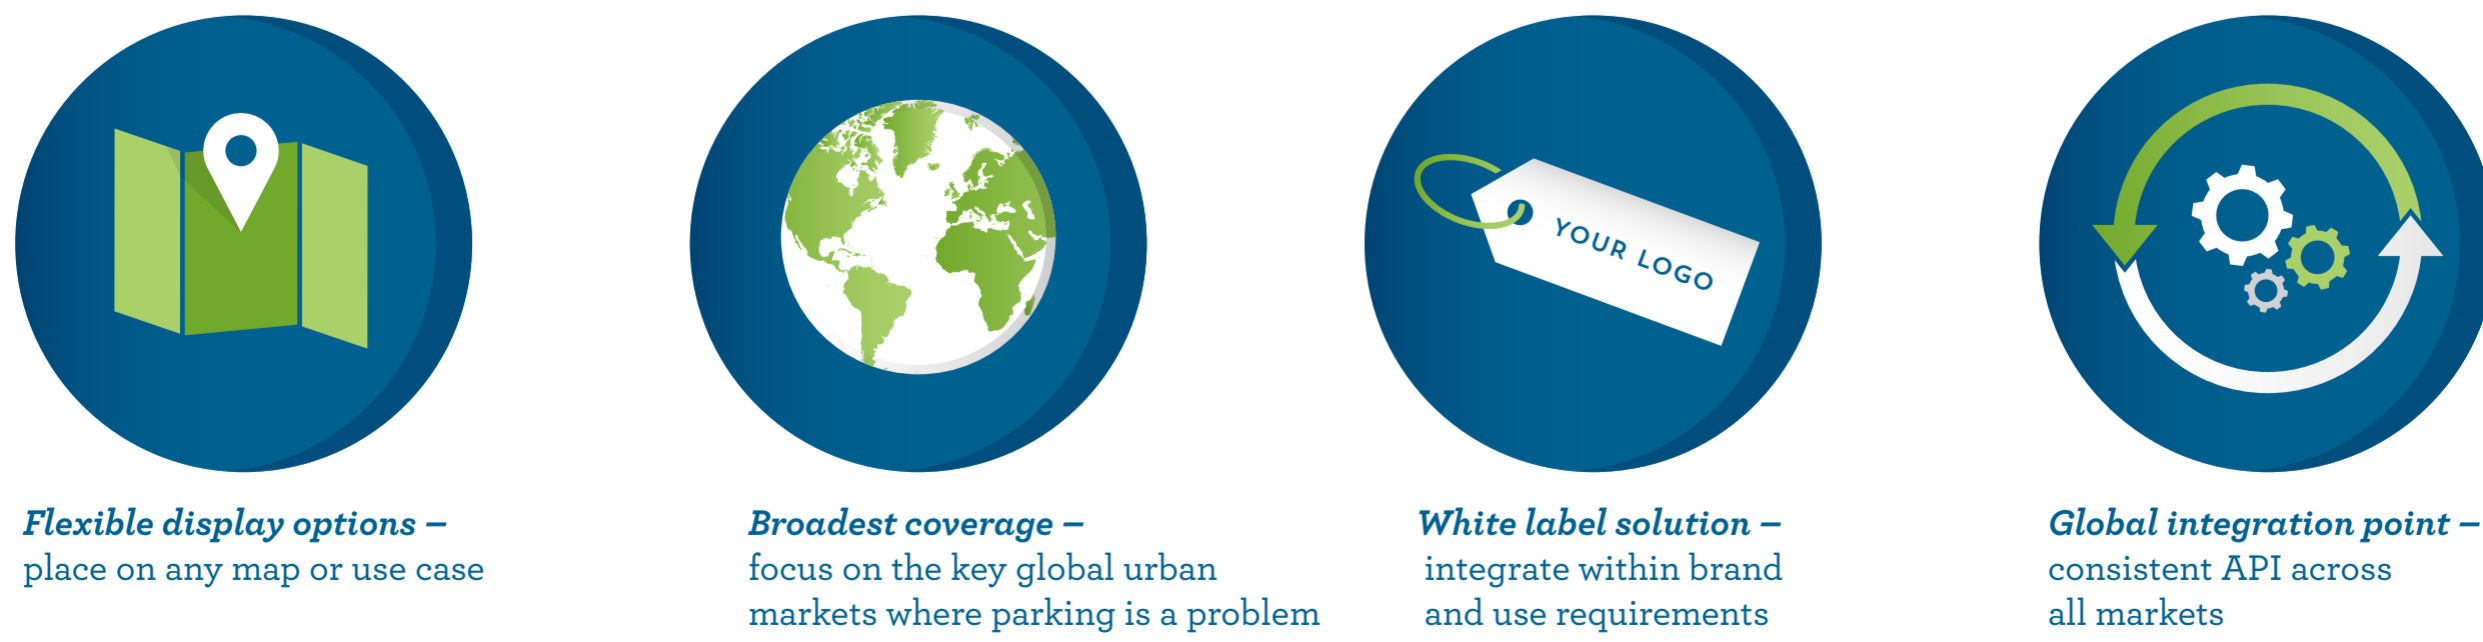 YOUR LOGO
Flexible display options –
place on any map or use case
Broadest coverage –
focus on the key global urban
markets where parking is a problem
White label solution –
integrate within brand
and use requirements
Global integration point –
consistent API across
all markets